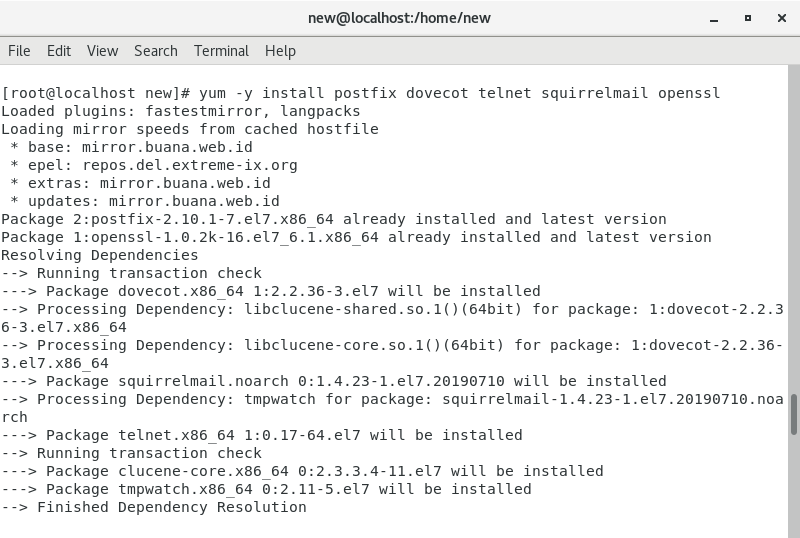 new@localhost:/home/new
File Edit View Search Terminal Help
[root@localhost new]# yum -y install postfix dovecot telnet squirrelmail openssl
Loaded plugins: fastestmirror, langpacks
Loading mirror speeds from cached hostfile
 * base: mirror.buana.web.id
 * epel: repos.del.extreme-ix.org
 * extras: mirror.buana.web.id
 * updates: mirror.buana.web.id
Package 2:postfix-2.10.1-7.el7.x86_64 already installed and latest version
Package 1:openssl-1.0.2k-16.el7_6.1.x86_64 already installed and latest version
Resolving Dependencies
--> Running transaction check
---> Package dovecot.x86_64 1:2.2.36-3.el7 will be installed
--> Processing Dependency: libclucene-shared.so.1()(64bit) for package: 1:dovecot-2.2.3
6-3.el7.x86_64
--> Processing Dependency: libclucene-core.so.1()(64bit) for package: 1:dovecot-2.2.36-
3.el7.x86_64
---> Package squirrelmail.noarch 0:1.4.23-1.el7.20190710 will be installed
--> Processing Dependency: tmpwatch for package: squirrelmail-1.4.23-1.el7.20190710.noa
rch
---> Package telnet.x86_64 1:0.17-64.el7 will be installed
--> Running transaction check
---> Package clucene-core.x86_64 0:2.3.3.4-11.el7 will be installed
---> Package tmpwatch.x86_64 0:2.11-5.el7 will be installed
--> Finished Dependency Resolution